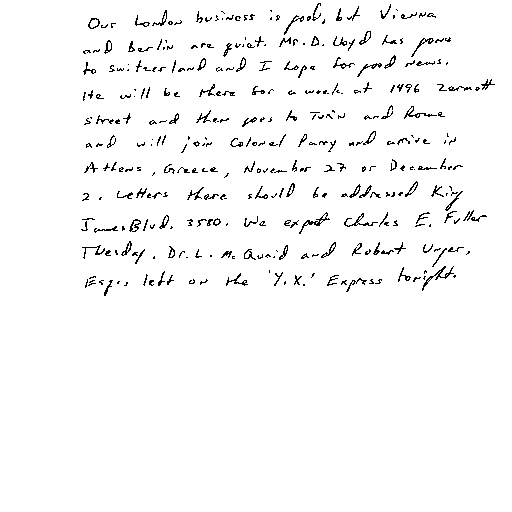 Our London business is good, but Vienna
and Berlin are quiet. Mr. D. Lloyd has gone
to Switzerland and I hope for good news.
He will be there for a week at 1496 Zermott
street and then goes to Turin and Rome
and will join Colonel Parry and arrive in
Athens, Greece, November 27 or December
2. Letters there should be addressed King
James Blvd. 3580. We expect Charles E. Fuller
Tuesday. Dr. L. McQuaid and Robert Unger,
Esq., left on the 'Y.X.' Express tonight.